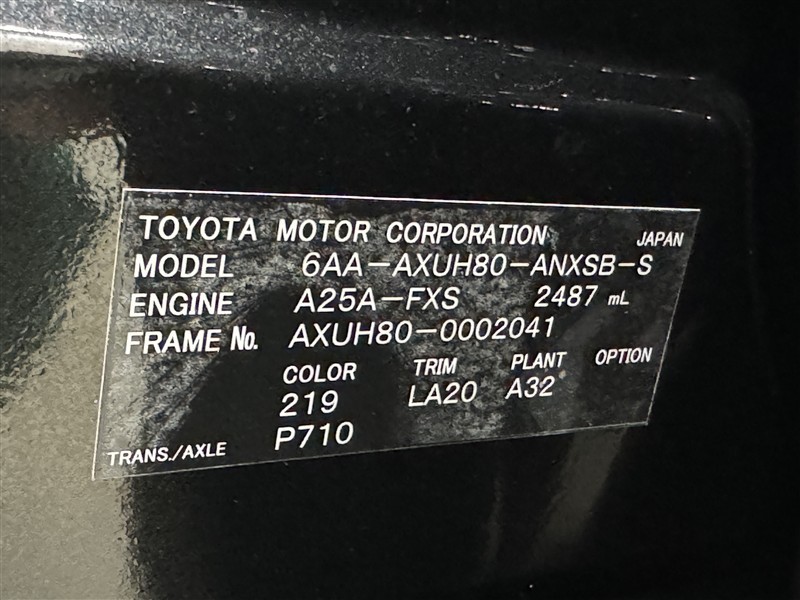 TOYOTA MOTOR CORPORATION JAPAN
MODEL 6AA-AXUH80-ANXSB-S
ENGINE A25A-FXS 2487 mL
FRAME No. AXUH80-0002041
COLOR TRIM PLANT OPTION
219 LA20 A32
TRANS./AXLE P710